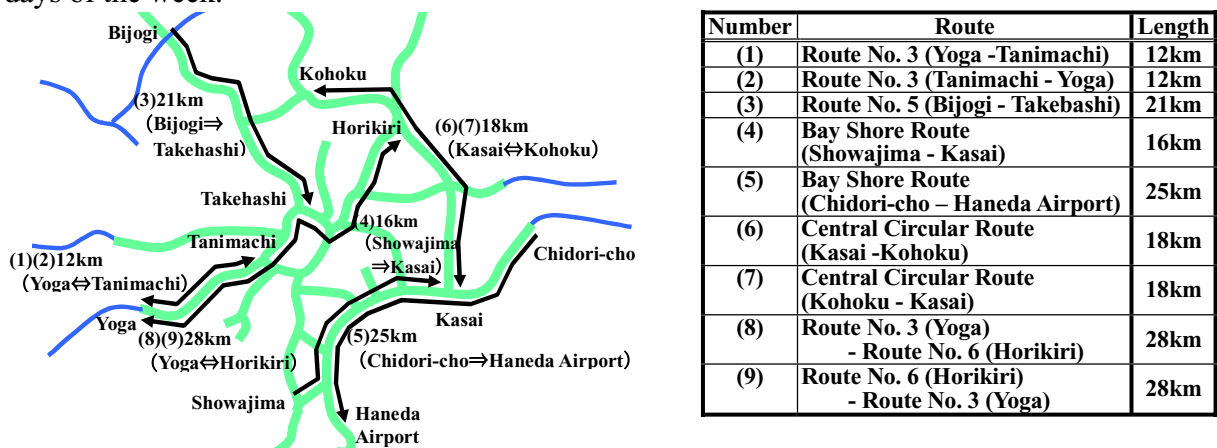 days of the week.
Bijogi
Kohoku
(3)21km
(Bijogi⇒
Takehashi)
Horikiri
(6)(7)18km
(Kasai⇔Kohoku)
Takehashi
(4)16km
(Showajima
⇒Kasai)
Tanimachi
Chidori-cho
(1)(2)12km
(Yoga⇔Tanimachi)
Yoga
Kasai
(8)(9)28km
(Yoga⇔Horikiri)
(5)25km
(Chidori-cho⇒Haneda Airport)
Showajima
Haneda
Airport
Number Route Length
(1) Route No. 3 (Yoga -Tanimachi) 12km
(2) Route No. 3 (Tanimachi - Yoga) 12km
(3) Route No. 5 (Bijogi - Takebashi) 21km
(4) Bay Shore Route
(Showajima - Kasai) 16km
(5) Bay Shore Route
(Chidori-cho – Haneda Airport) 25km
(6) Central Circular Route
(Kasai -Kohoku) 18km
(7) Central Circular Route
(Kohoku - Kasai) 18km
(8) Route No. 3 (Yoga)
- Route No. 6 (Horikiri) 28km
(9) Route No. 6 (Horikiri)
- Route No. 3 (Yoga) 28km